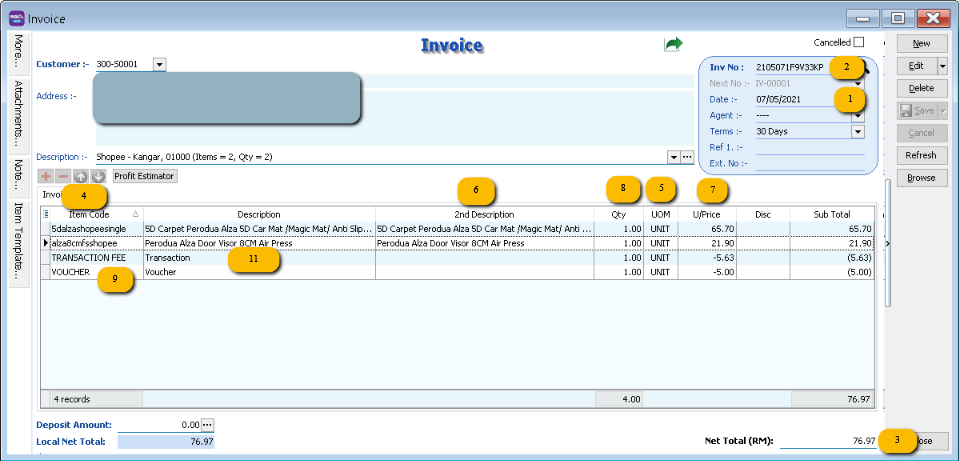 SQL
Invoice
More...
Attachments...
Note...
Item Template...
Invoice
Cancelled
Customer :- 300-S0001
Address :-
Description :- Shopee - Kangar, 01000 (Items = 2, Qty = 2)
Inv No : 2105071F9V33KP 2
Next No :- IV-00001
Date :- 07/05/2021 1
Agent :- ----
Terms :- 30 Days
Ref 1. :-
Ext. No :-
New
Edit
Delete
Save
Cancel
Refresh
Browse
Profit Estimator
Invoi
4 6 8 5 7
Item Code Description 2nd Description Qty UOM U/Price Disc Sub Total
5dalzashopeesingle 5D Carpet Perodua Alza 5D Car Mat /Magic Mat/ Anti Slip... 5D Carpet Perodua Alza 5D Car Mat /Magic Mat/ Anti ... 1.00 UNIT 65.70 65.70
alza8cmfsshopee Perodua Alza Door Visor 8CM Air Press Perodua Alza Door Visor 8CM Air Press 1.00 UNIT 21.90 21.90
TRANSACTION FEE Transaction 11 1.00 UNIT -5.63 (5.63)
VOUCHER 9 Voucher 1.00 UNIT -5.00 (5.00)
4 records 4.00 76.97
Deposit Amount: 0.00 ...
Local Net Total: 76.97
Net Total (RM): 76.97 3
ose